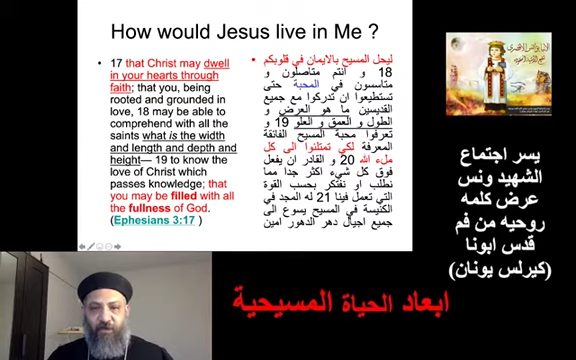 How would Jesus live in Me ?
• 17 that Christ may dwell
in your hearts through
faith; that you, being
rooted and grounded in
love, 18 may be able to
comprehend with all the
saints what is the width
and length and depth and
height— 19 to know the
love of Christ which
passes knowledge; that
you may be filled with all
the fullness of God.
(Ephesians 3:17 )
• ليحل المسيح بالايمان في قلوبكم
18 و انتم متاصلون و
متاسسون في المحبة حتى
تستطيعوا ان تدركوا مع جميع
القديسين ما هو العرض و
الطول و العمق و العلو 19 و
تعرفوا محبة المسيح الفائقة
المعرفة لكي تمتلئوا الى كل
ملء الله 20 و القادر ان يفعل
فوق كل شيء اكثر جدا مما
نطلب او نفتكر بحسب القوة
التي تعمل فينا 21 له المجد في
الكنيسة في المسيح يسوع الى
جميع اجيال دهر الدهور امين
يسر اجتماع
الشهيد ونس
عرض كلمه
روحيه من فم
قدس ابونا
(كيرلس يونان)
ابعاد الحياة المسيحية